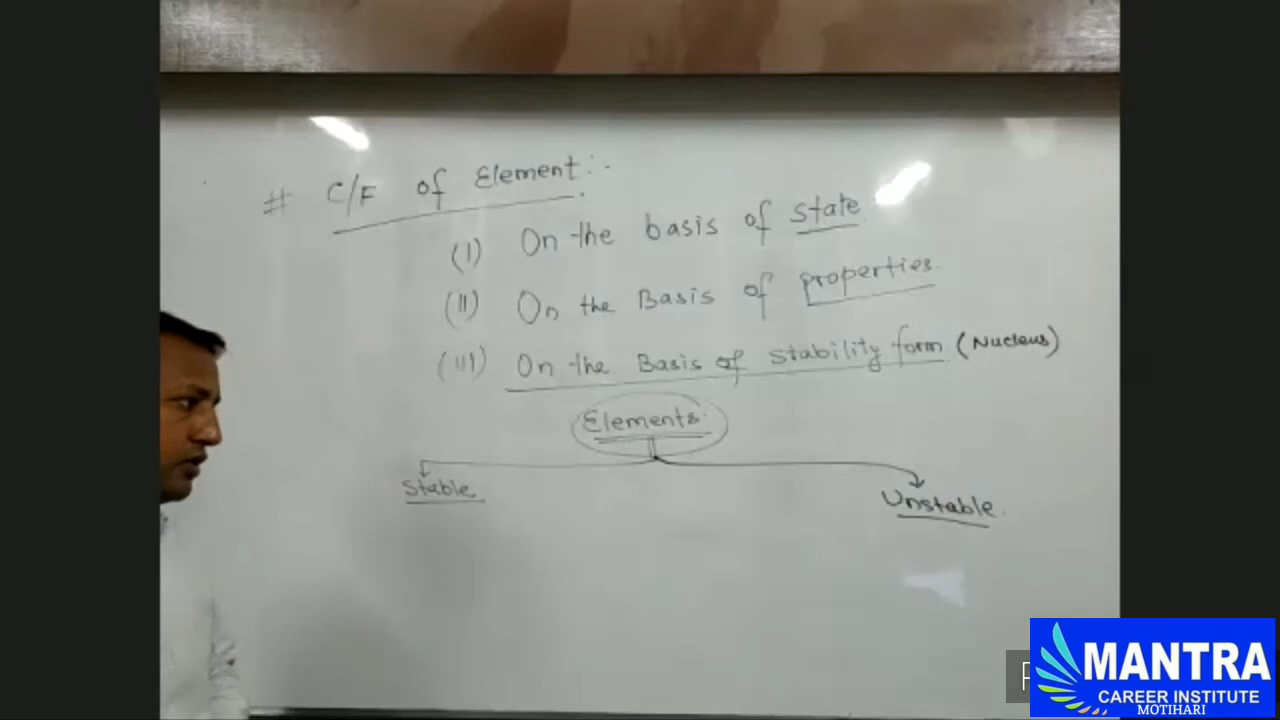 # C/F of Element:-
(I) On the basis of state
(II) On the Basis of properties.
(III) On the Basis of stability form (Nucleus)
Elements.
Stable
Unstable.
MANTRA
CAREER INSTITUTE
MOTIHARI